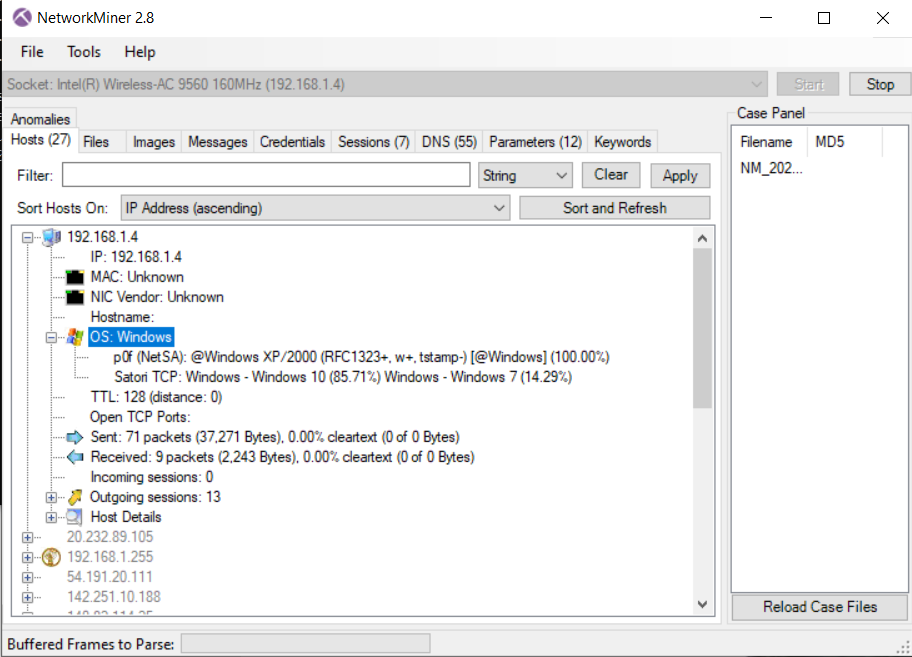 NetworkMiner 2.8
File Tools Help
Socket: Intel(R) Wireless-AC 9560 160MHz (192.168.1.4) Start Stop
Anomalies
Hosts (27) Files Images Messages Credentials Sessions (7) DNS (55) Parameters (12) Keywords
Filter: String Clear Apply
Sort Hosts On: IP Address (ascending) Sort and Refresh
192.168.1.4
IP: 192.168.1.4
MAC: Unknown
NIC Vendor: Unknown
Hostname:
OS: Windows
p0f (NetSA): @Windows XP/2000 (RFC1323+, w+, tstamp-) [@Windows] (100.00%)
Satori TCP: Windows - Windows 10 (85.71%) Windows - Windows 7 (14.29%)
TTL: 128 (distance: 0)
Open TCP Ports:
Sent: 71 packets (37,271 Bytes), 0.00% cleartext (0 of 0 Bytes)
Received: 9 packets (2,243 Bytes), 0.00% cleartext (0 of 0 Bytes)
Incoming sessions: 0
Outgoing sessions: 13
Host Details
20.232.89.105
192.168.1.255
54.191.20.111
142.251.10.188
Case Panel
Filename MD5
NM_202...
Reload Case Files
Buffered Frames to Parse: